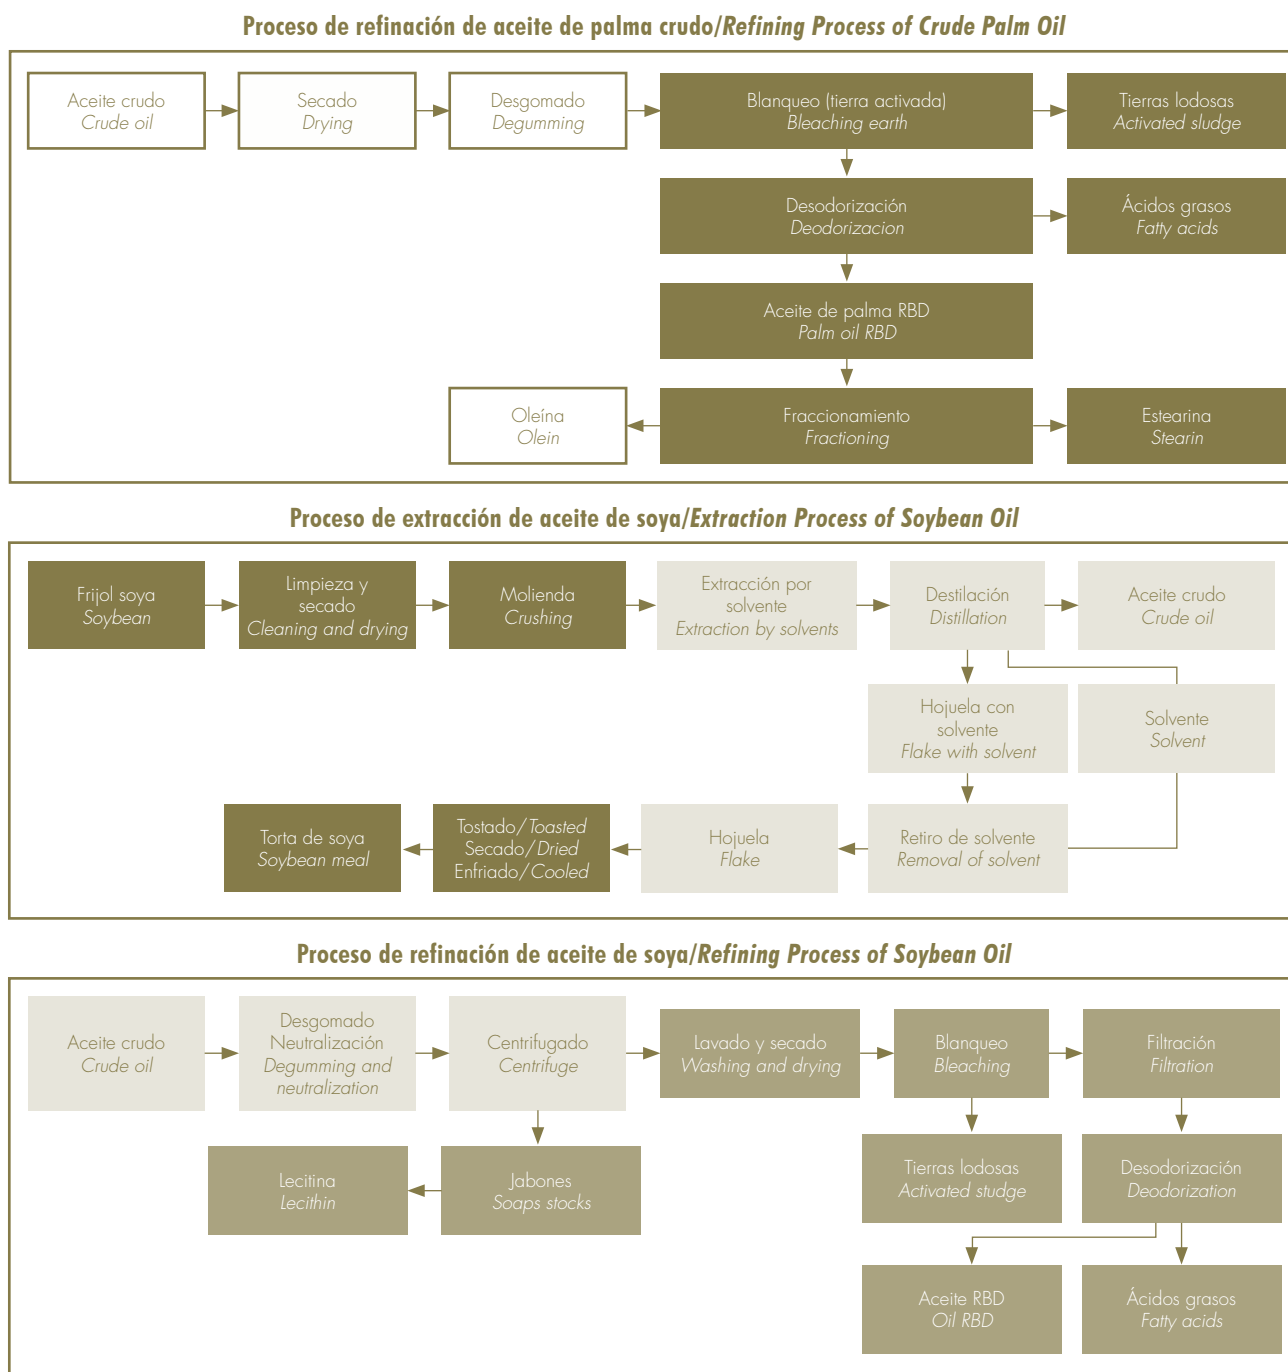 Proceso de refinación de aceite de palma crudo/Refining Process of Crude Palm Oil
Aceite crudo
Crude oil
Secado
Drying
Desgomado
Degumming
Blanqueo (tierra activada)
Bleaching earth
Tierras lodosas
Activated sludge
Desodorización
Deodorizacion
Ácidos grasos
Fatty acids
Aceite de palma RBD
Palm oil RBD
Oleína
Olein
Fraccionamiento
Fractioning
Estearina
Stearin
Proceso de extracción de aceite de soya/Extraction Process of Soybean Oil
Frijol soya
Soybean
Limpieza y
secado
Cleaning and drying
Molienda
Crushing
Extracción por
solvente
Extraction by solvents
Destilación
Distillation
Aceite crudo
Crude oil
Hojuela con
solvente
Flake with solvent
Solvente
Solvent
Torta de soya
Soybean meal
Tostado/Toasted
Secado/Dried
Enfriado/Cooled
Hojuela
Flake
Retiro de solvente
Removal of solvent
Proceso de refinación de aceite de soya/Refining Process of Soybean Oil
Aceite crudo
Crude oil
Desgomado
Neutralización
Degumming and
neutralization
Centrifugado
Centrifuge
Lavado y secado
Washing and drying
Blanqueo
Bleaching
Filtración
Filtration
Lecitina
Lecithin
Jabones
Soaps stocks
Tierras lodosas
Activated studge
Desodorización
Deodorization
Aceite RBD
Oil RBD
Ácidos grasos
Fatty acids